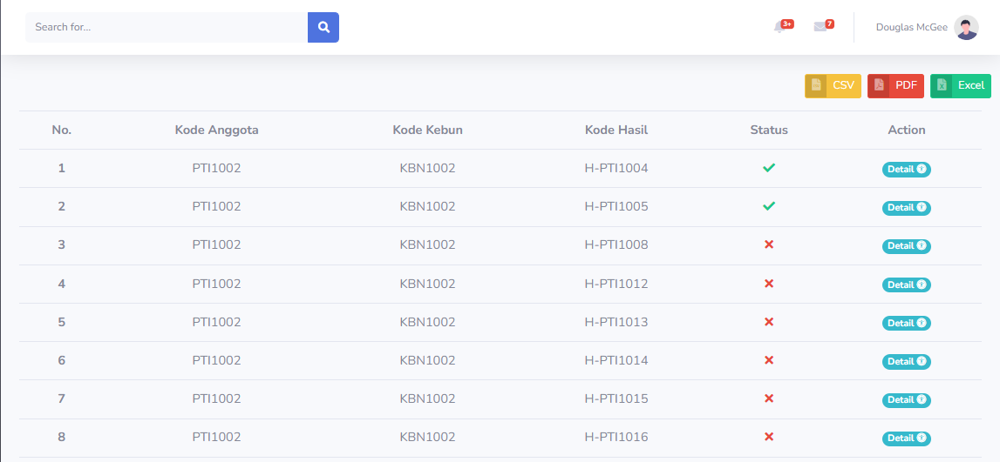 Search for...
3+
7
Douglas McGee
CSV
PDF
Excel
No. Kode Anggota Kode Kebun Kode Hasil Status Action
1 PTI1002 KBN1002 H-PTI1004 Detail
2 PTI1002 KBN1002 H-PTI1005 Detail
3 PTI1002 KBN1002 H-PTI1008 Detail
4 PTI1002 KBN1002 H-PTI1012 Detail
5 PTI1002 KBN1002 H-PTI1013 Detail
6 PTI1002 KBN1002 H-PTI1014 Detail
7 PTI1002 KBN1002 H-PTI1015 Detail
8 PTI1002 KBN1002 H-PTI1016 Detail